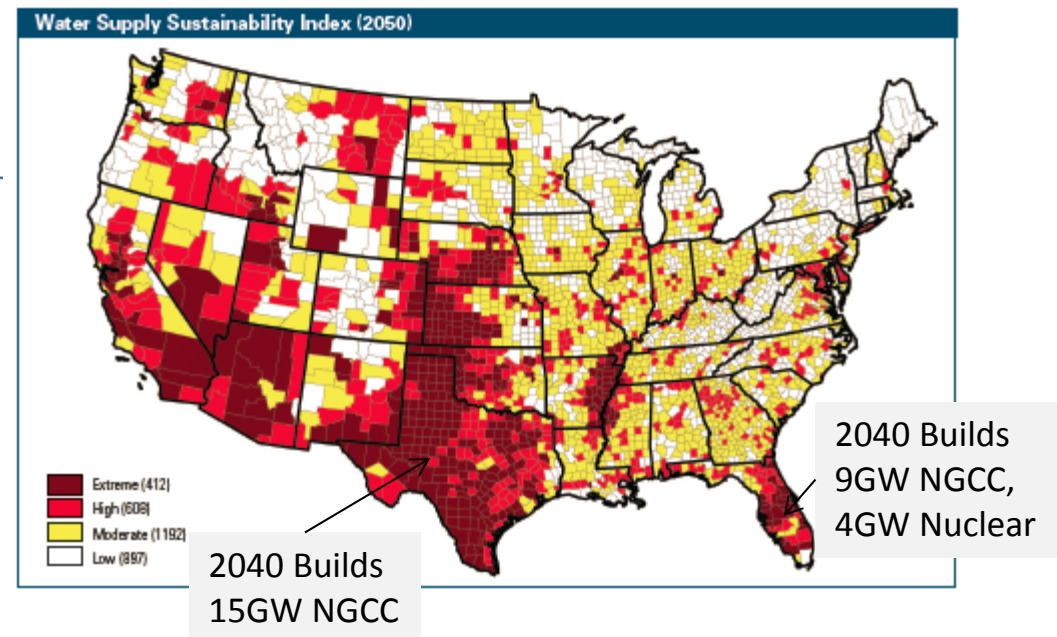 Water Supply Sustainability Index (2050)
Extreme (412)
High (608)
Moderate (1192)
Low (897)
2040 Builds
15GW NGCC
2040 Builds
9GW NGCC,
4GW Nuclear